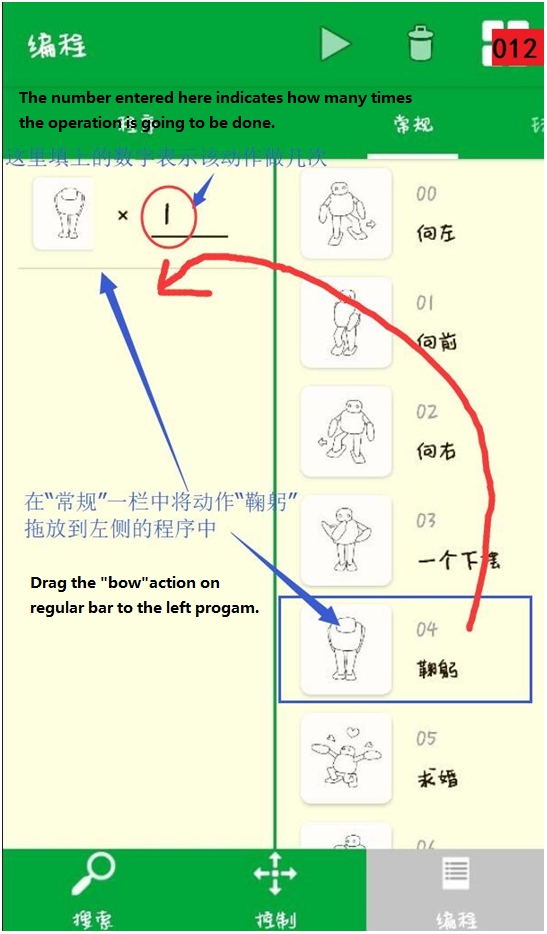 编程
012
The number entered here indicates how many times
the operation is going to be done.
程序
常规
这里填上的数字表示该动作做几次
× 1
00
向左
01
向前
02
向右
03
一个下摆
在“常规”一栏中将动作“鞠躬”
拖放到左侧的程序中
Drag the "bow"action on
regular bar to the left progam.
04
鞠躬
05
求婚
06
搜索
控制
编程